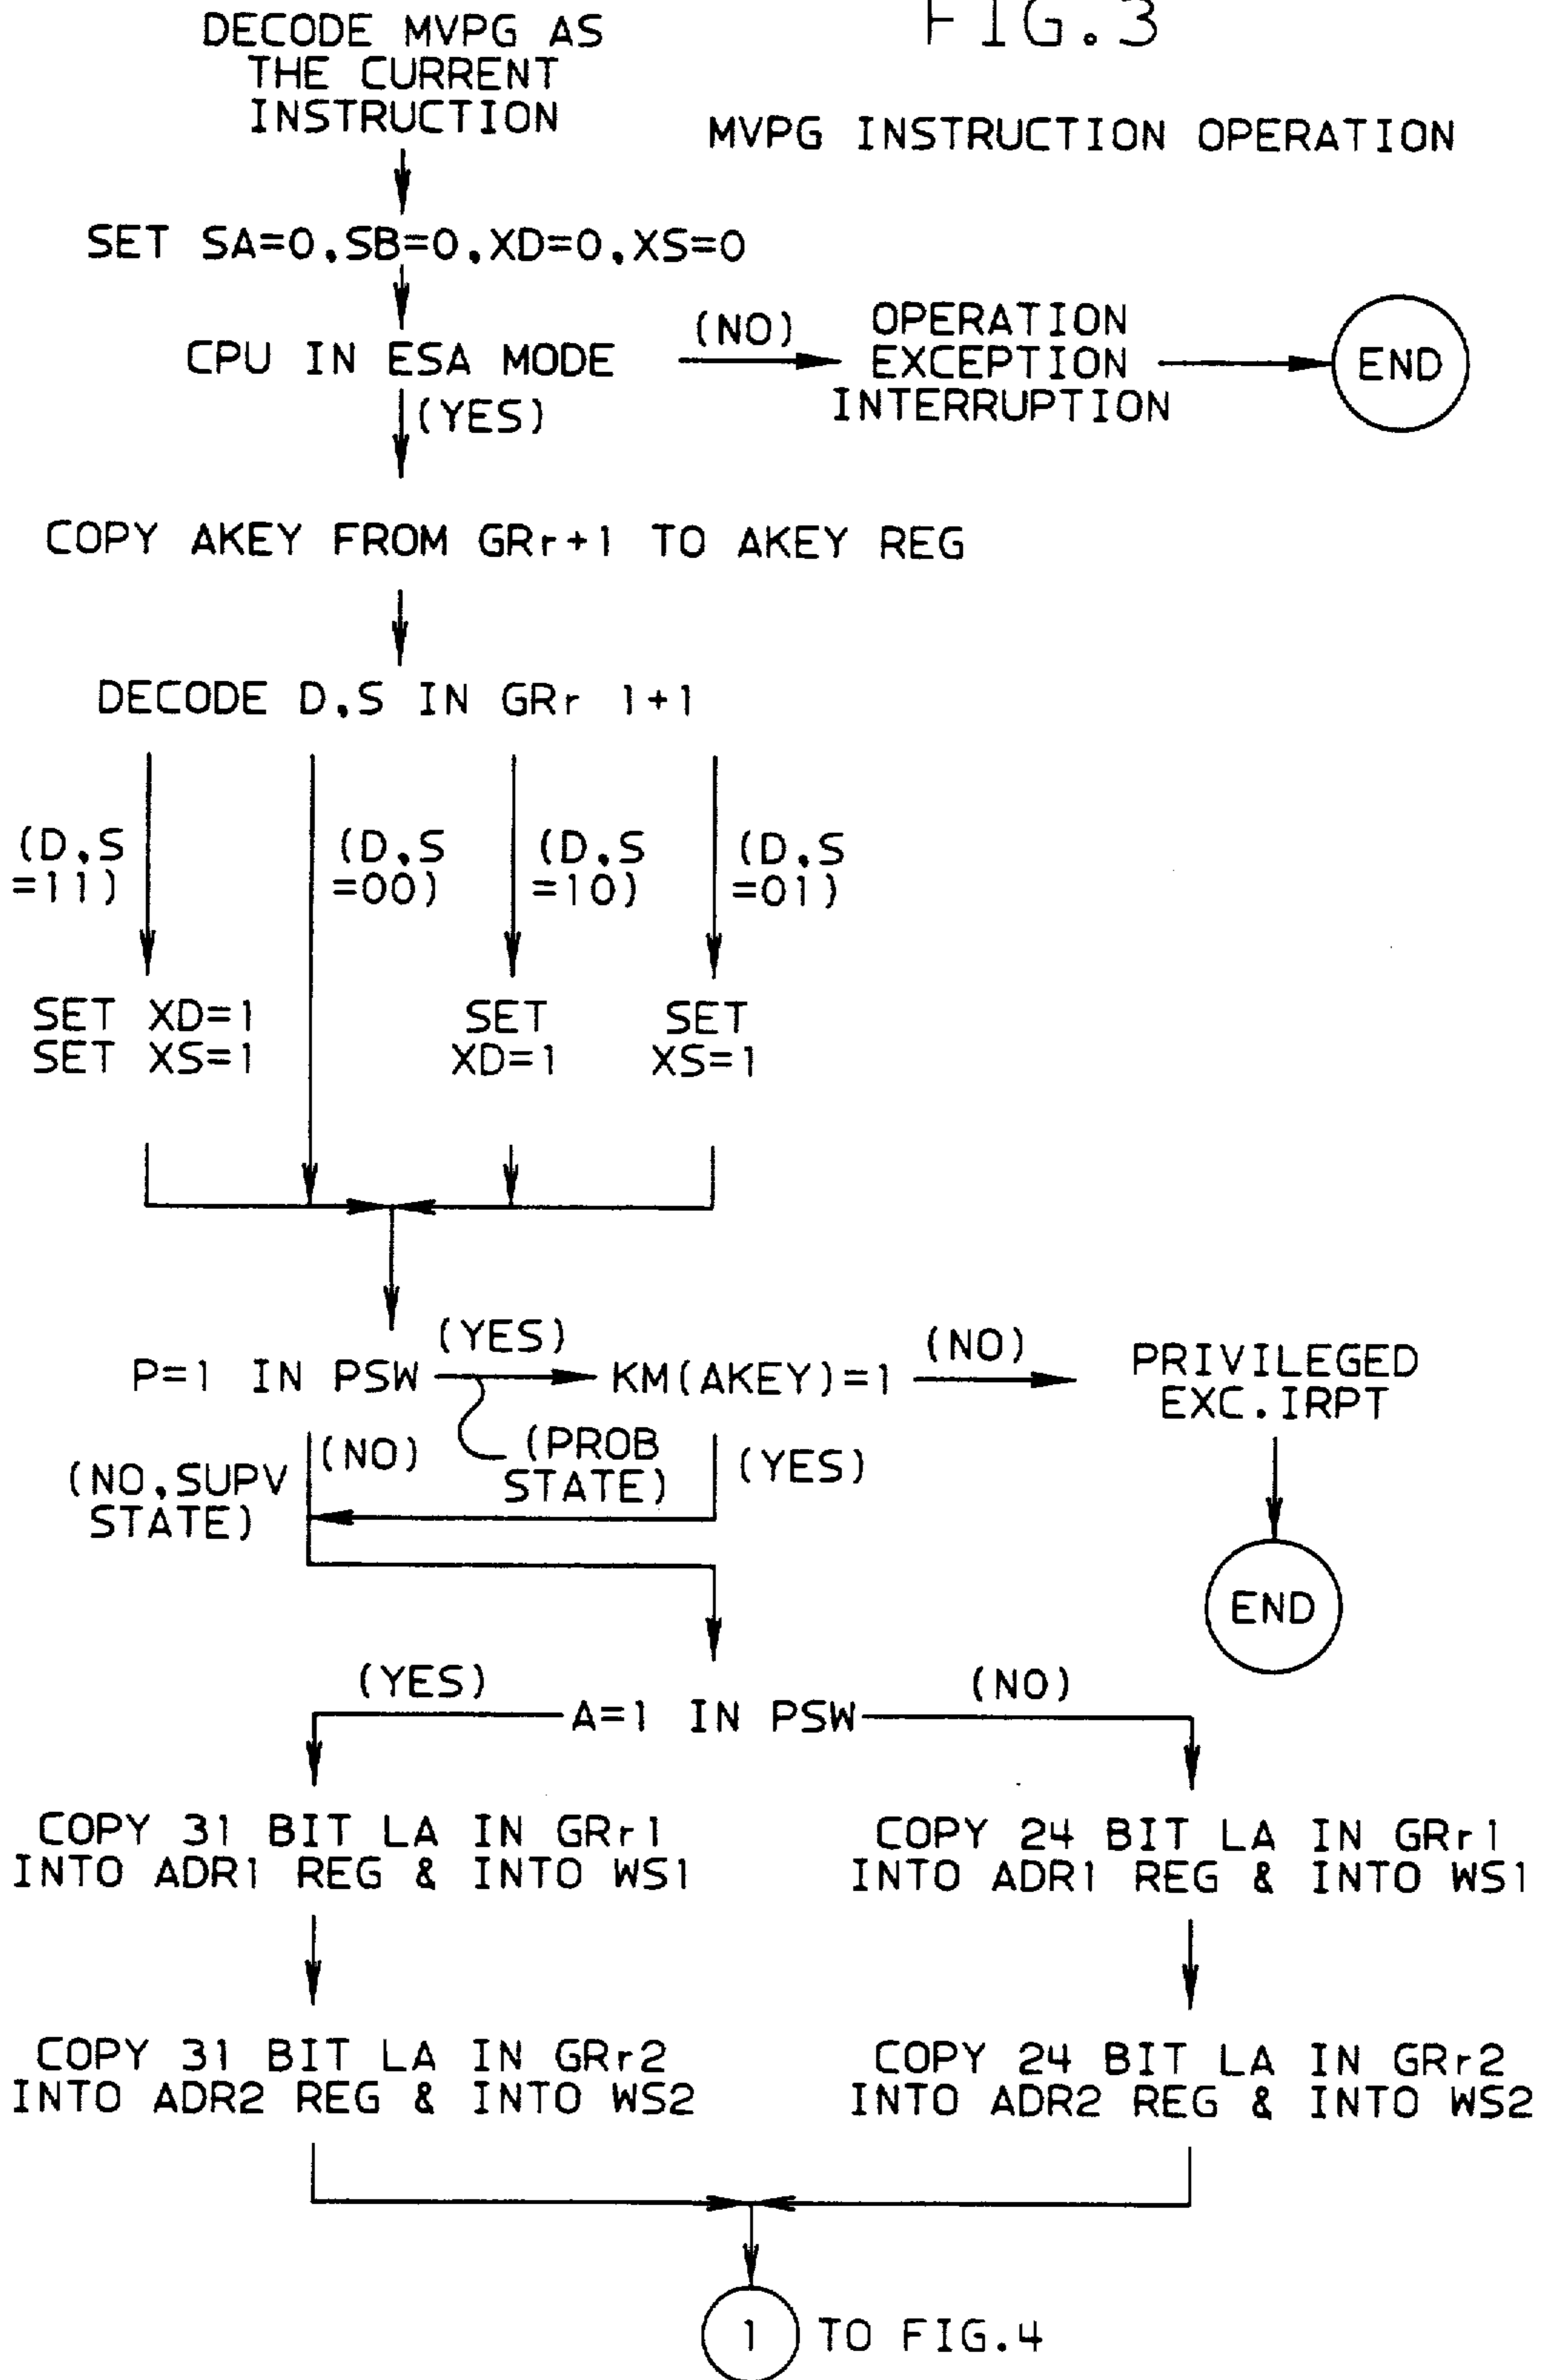 FIG.3
DECODE MVPG AS
THE CURRENT
INSTRUCTION
MVPG INSTRUCTION OPERATION
SET SA=0,SB=0,XD=0,XS=0
CPU IN ESA MODE
(NO)
OPERATION
EXCEPTION
INTERRUPTION
END
(YES)
COPY AKEY FROM GRr+1 TO AKEY REG
DECODE D,S IN GRr 1+1
(D,S
=11)
(D,S
=00)
(D,S
=10)
(D,S
=01)
SET XD=1
SET XS=1
SET
XD=1
SET
XS=1
P=1 IN PSW
(YES)
KM(AKEY)=1
(NO)
PRIVILEGED
EXC.IRPT
(NO)
(NO,SUPV
STATE)
(PROB
STATE)
(YES)
END
(YES)
A=1 IN PSW
(NO)
COPY 31 BIT LA IN GRr1
INTO ADR1 REG & INTO WS1
COPY 24 BIT LA IN GRr1
INTO ADR1 REG & INTO WS1
COPY 31 BIT LA IN GRr2
INTO ADR2 REG & INTO WS2
COPY 24 BIT LA IN GRr2
INTO ADR2 REG & INTO WS2
1 TO FIG.4